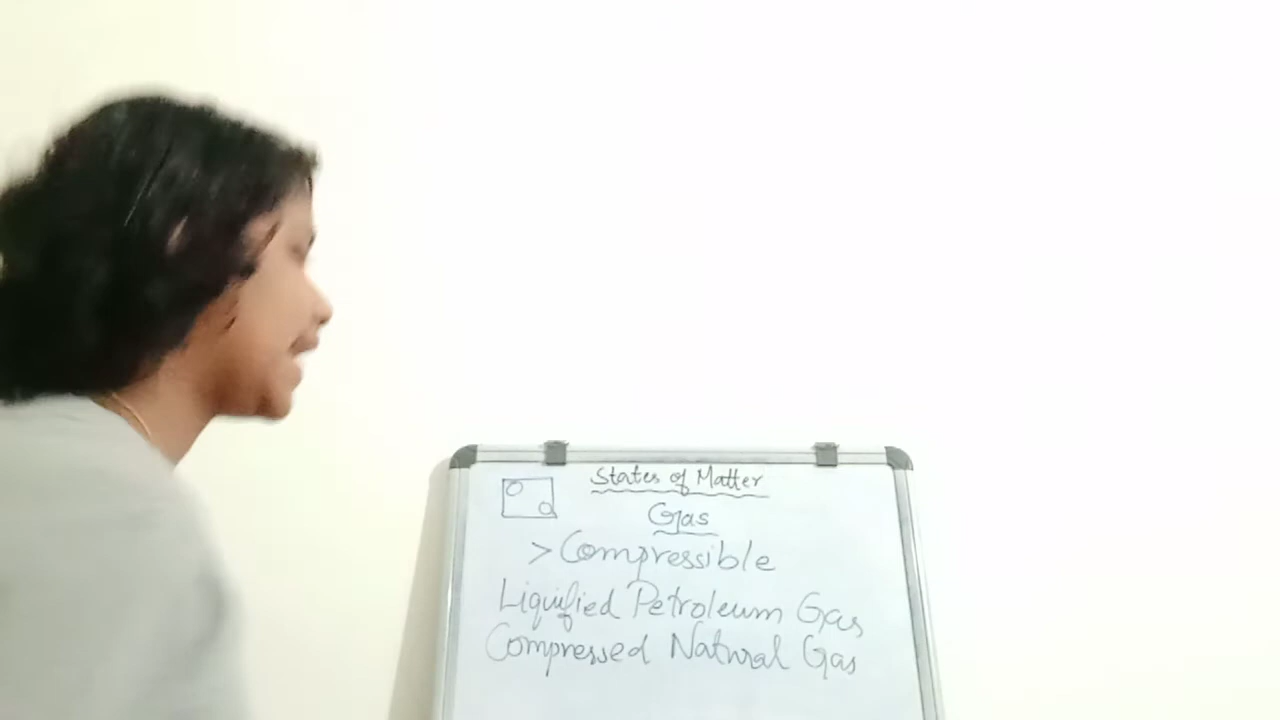 States of Matter
Gas
> Compressible
Liquified Petroleum Gas
Compressed Natural Gas